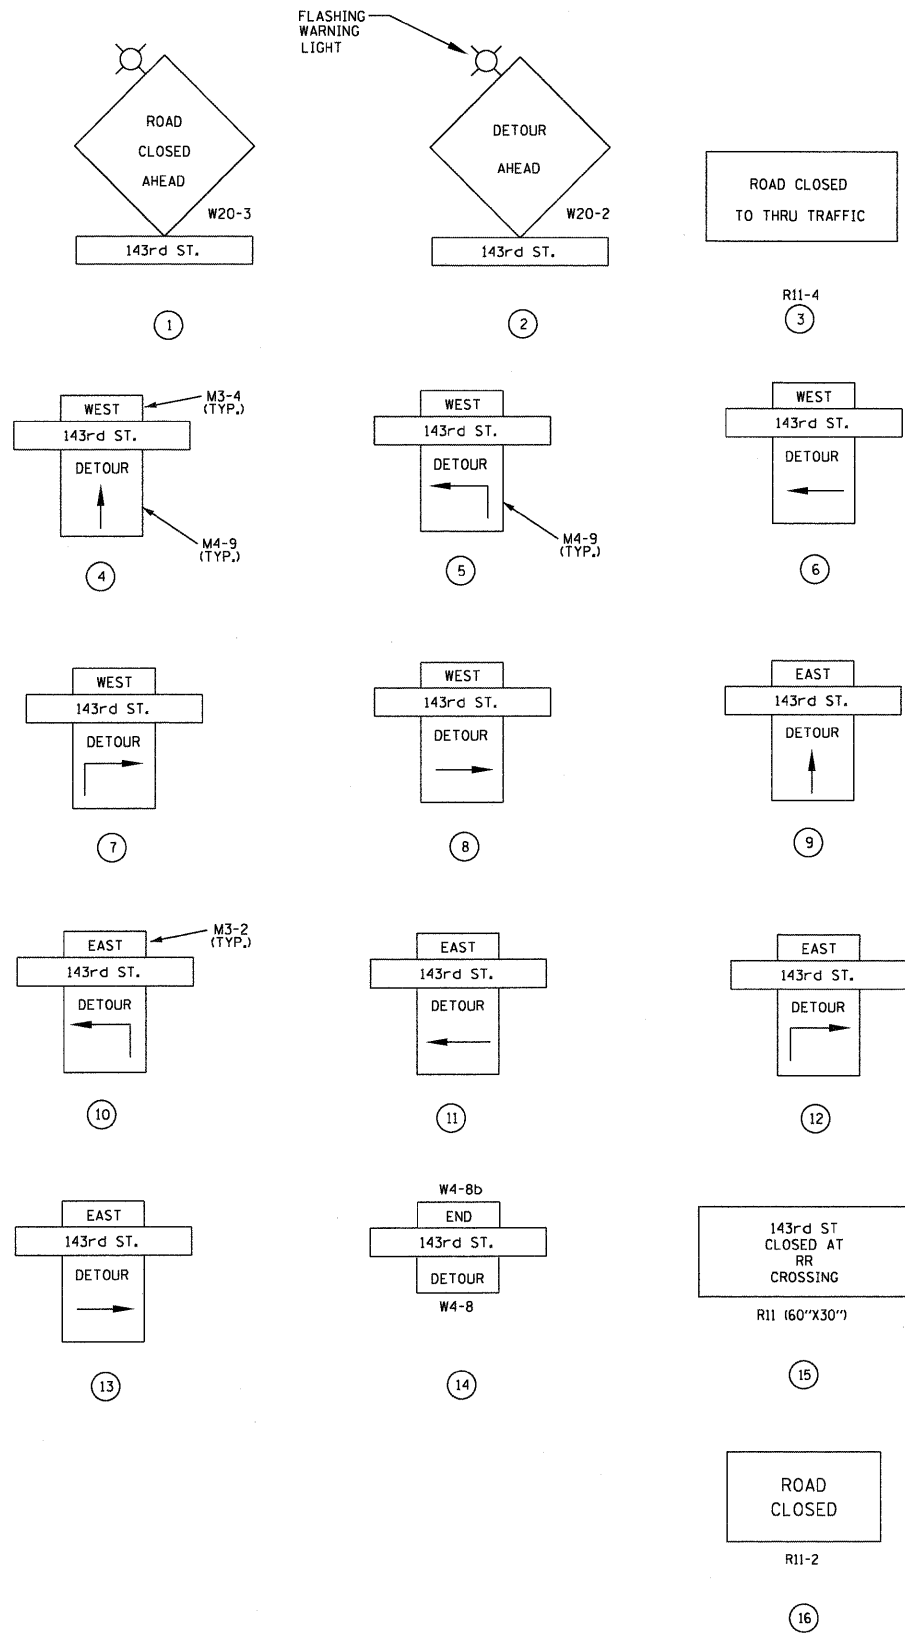 FLASHING
WARNING
LIGHT
ROAD
CLOSED
AHEAD
W20-3
143rd ST.
1
DETOUR
AHEAD
W20-2
143rd ST.
2
ROAD CLOSED
TO THRU TRAFFIC
R11-4
3
WEST
M3-4
(TYP.)
143rd ST.
DETOUR
M4-9
(TYP.)
4
WEST
143rd ST.
DETOUR
M4-9
(TYP.)
5
WEST
143rd ST.
DETOUR
6
WEST
143rd ST.
DETOUR
7
WEST
143rd ST.
DETOUR
8
EAST
143rd ST.
DETOUR
9
EAST
M3-2
(TYP.)
143rd ST.
DETOUR
10
EAST
143rd ST.
DETOUR
11
EAST
143rd ST.
DETOUR
12
EAST
143rd ST.
DETOUR
13
W4-8b
END
143rd ST.
DETOUR
W4-8
14
143rd ST
CLOSED AT
RR
CROSSING
R11 (60"X30")
15
ROAD
CLOSED
R11-2
16